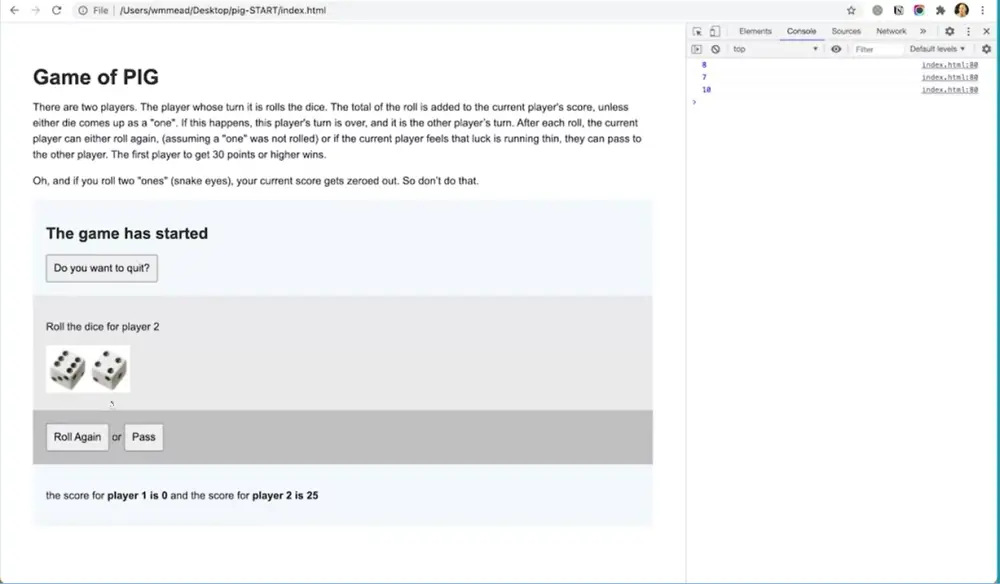 File | /Users/wmmead/Desktop/pig-START/index.html
Elements Console Sources Network »
top Filter Default levels
8 index.html:80
7 index.html:80
10 index.html:80
Game of PIG
There are two players. The player whose turn it is rolls the dice. The total of the roll is added to the current player's score, unless
either die comes up as a "one". If this happens, this player's turn is over, and it is the other player's turn. After each roll, the current
player can either roll again, (assuming a "one" was not rolled) or if the current player feels that luck is running thin, they can pass to
the other player. The first player to get 30 points or higher wins.
Oh, and if you roll two "ones" (snake eyes), your current score gets zeroed out. So don't do that.
The game has started
Do you want to quit?
Roll the dice for player 2
Roll Again or Pass
the score for player 1 is 0 and the score for player 2 is 25